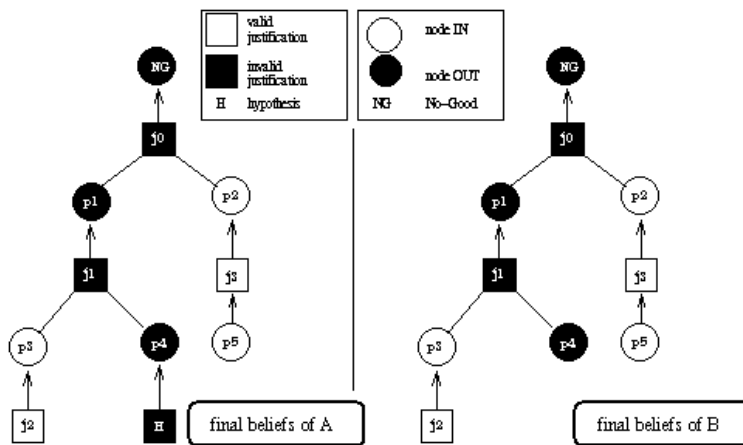 valid
justification
invalid
justification
H hypothesis
node IN
node OUT
NG No-Good
NG
j0
p1 p2
j1 j3
p3 p4 p5
j2 H
final beliefs of A
NG
j0
p1 p2
j1 j3
p3 p4 p5
j2
final beliefs of B